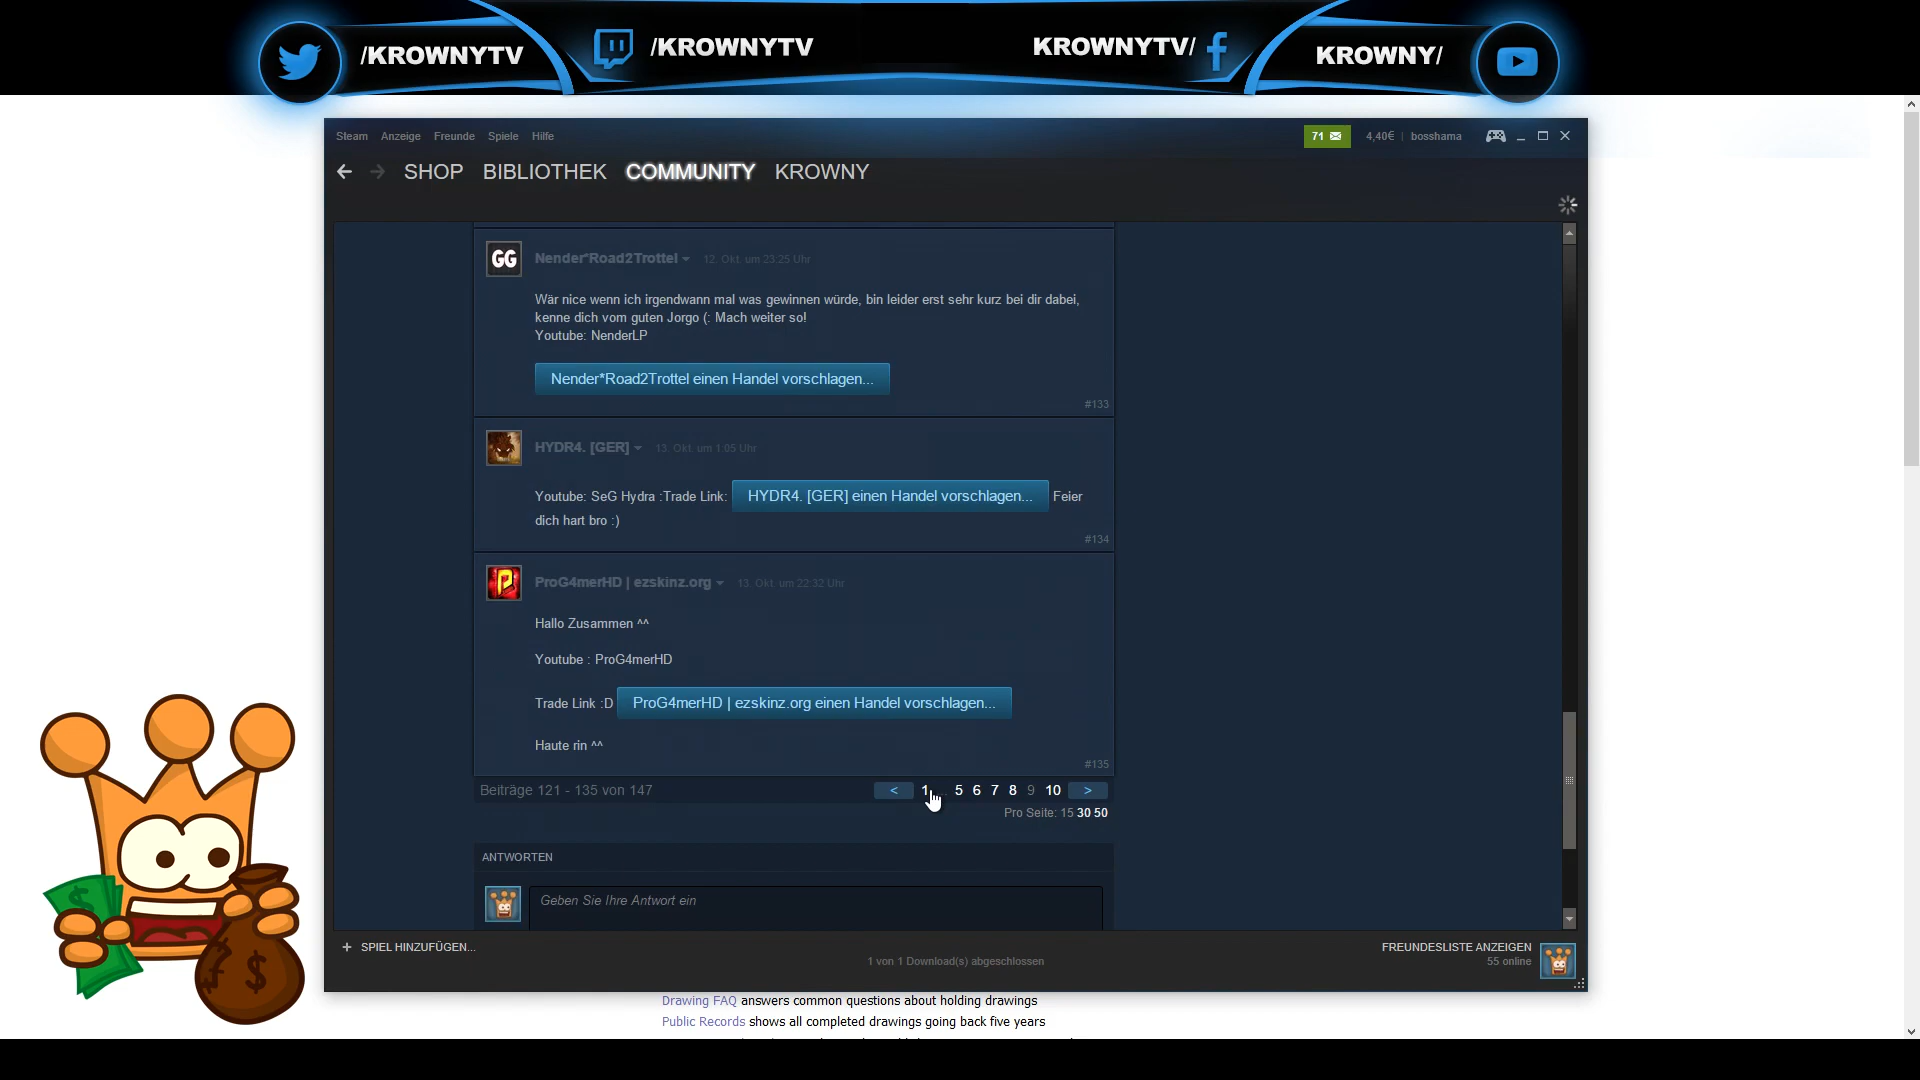 /KROWNYTV
/KROWNYTV
KROWNYTV/
KROWNY/
Steam Anzeige Freunde Spiele Hilfe
71
4,40€ | bosshama
SHOP BIBLIOTHEK COMMUNITY KROWNY
GG
Nender*Road2Trottel 12. Okt. um 23:25 Uhr
Wär nice wenn ich irgendwann mal was gewinnen würde, bin leider erst sehr kurz bei dir dabei,
kenne dich vom guten Jorgo (: Mach weiter so!
Youtube: NenderLP
Nender*Road2Trottel einen Handel vorschlagen...
#133
HYDR4. [GER] 13. Okt. um 1:05 Uhr
Youtube: SeG Hydra :Trade Link: HYDR4. [GER] einen Handel vorschlagen... Feier
dich hart bro :)
#134
P
ProG4merHD | ezskinz.org 13. Okt. um 22:32 Uhr
Hallo Zusammen ^^
Youtube : ProG4merHD
Trade Link :D ProG4merHD | ezskinz.org einen Handel vorschlagen...
Haute rin ^^
#135
Beiträge 121 - 135 von 147
< 1 ... 5 6 7 8 9 10 >
Pro Seite: 15 30 50
ANTWORTEN
Geben Sie Ihre Antwort ein
+ SPIEL HINZUFÜGEN...
1 von 1 Download(s) abgeschlossen
FREUNDESLISTE ANZEIGEN
55 online
Drawing FAQ answers common questions about holding drawings
Public Records shows all completed drawings going back five years
$
$